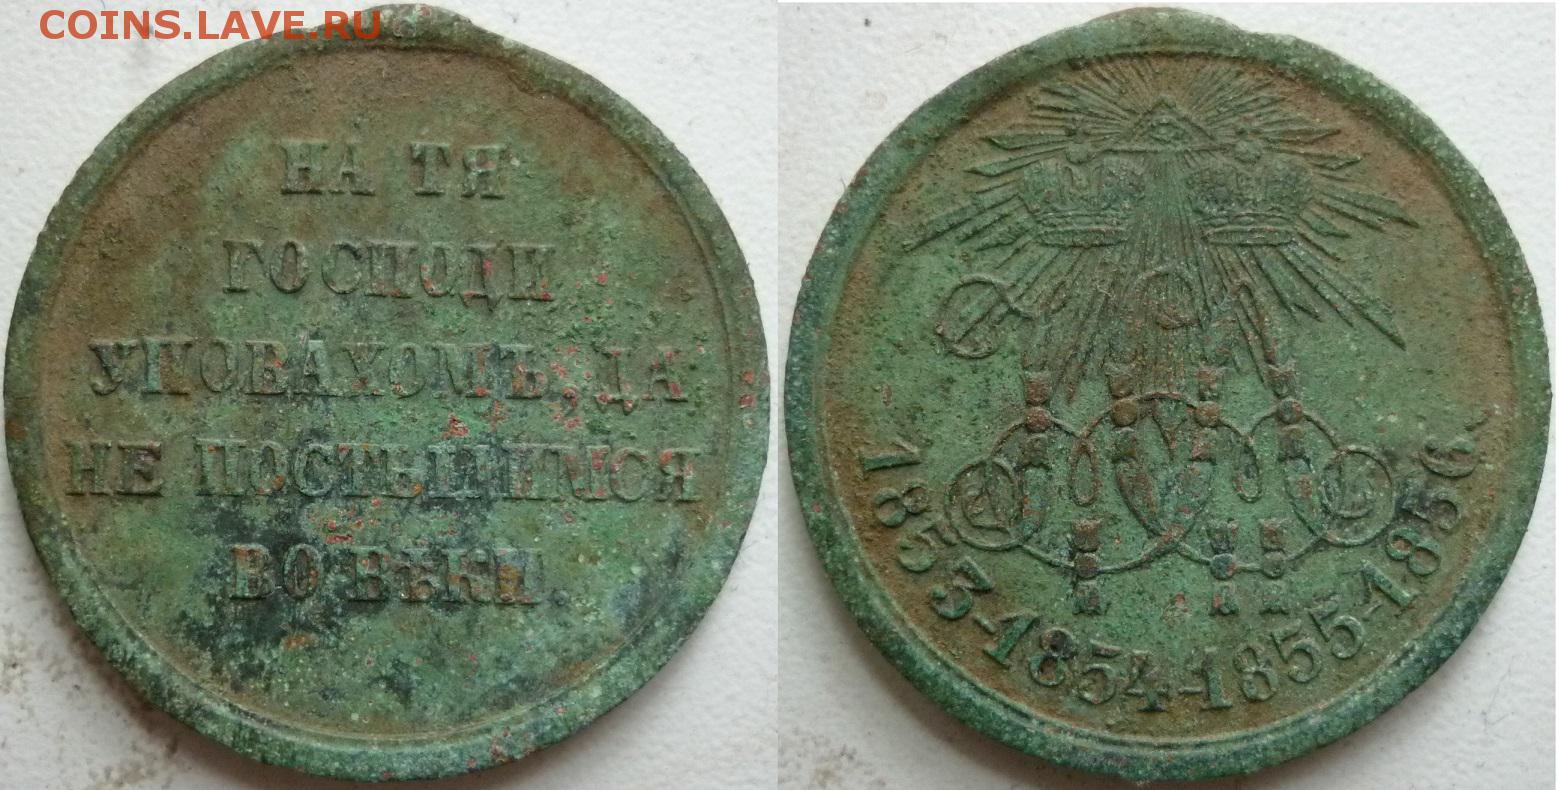 COINS.LAVE.RU
НА ТЯ
ГОСПОДИ
УПОВАХОМЪ, ДА
НЕ ПОСТЫДИМСЯ
ВО ВѢКИ.
1853-1854-1855-1856.